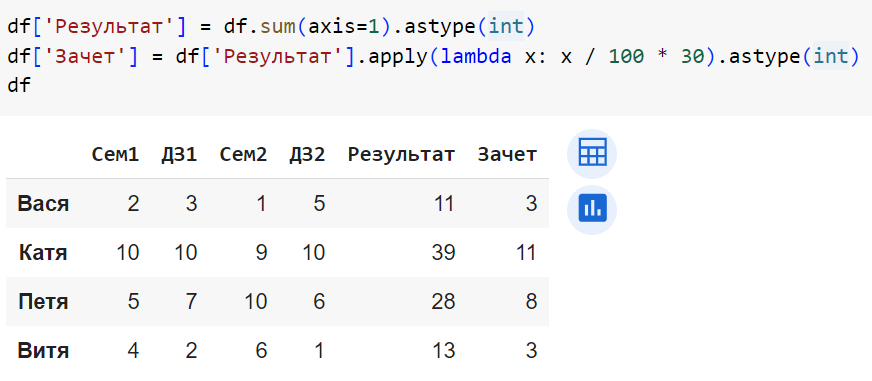 df['Результат'] = df.sum(axis=1).astype(int)
df['Зачет'] = df['Результат'].apply(lambda x: x / 100 * 30).astype(int)
df
Сем1 ДЗ1 Сем2 ДЗ2 Результат Зачет
Вася 2 3 1 5 11 3
Катя 10 10 9 10 39 11
Петя 5 7 10 6 28 8
Витя 4 2 6 1 13 3